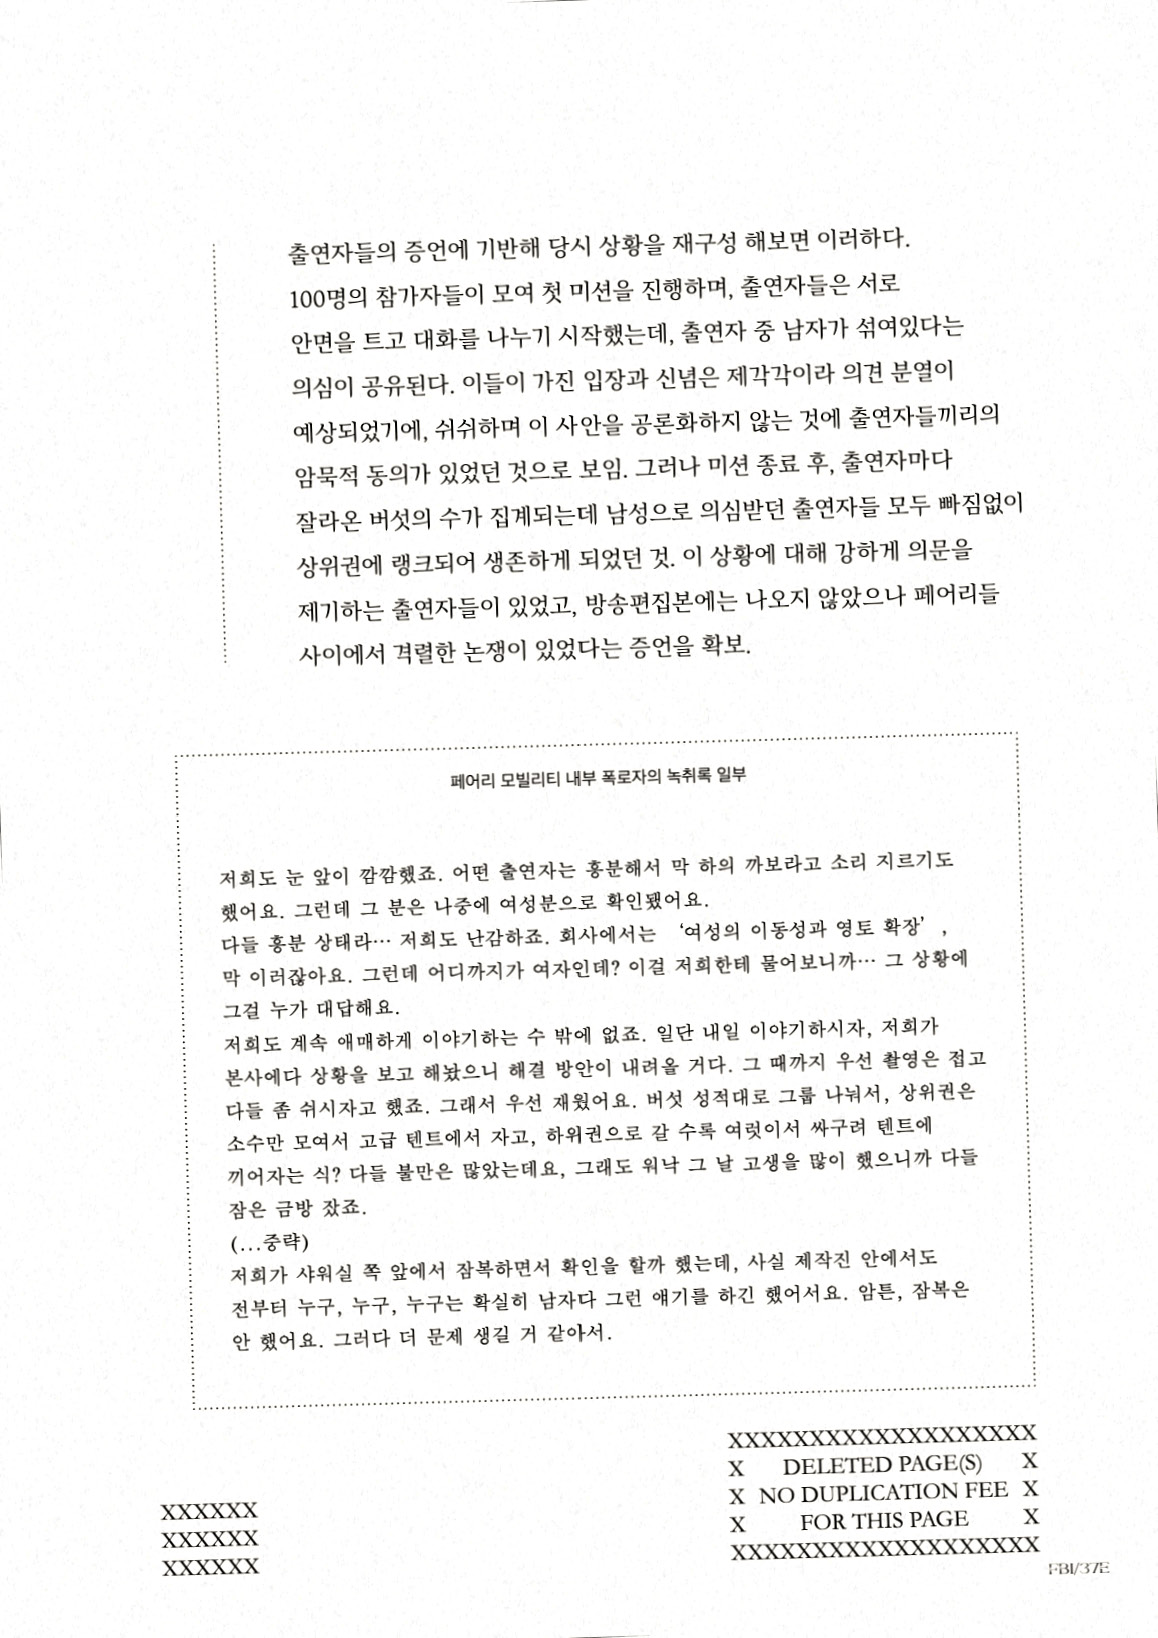 출연자들의 증언에 기반해 당시 상황을 재구성 해보면 이러하다.
100명의 참가자들이 모여 첫 미션을 진행하며, 출연자들은 서로
안면을 트고 대화를 나누기 시작했는데, 출연자 중 남자가 섞여있다는
의심이 공유된다. 이들이 가진 입장과 신념은 제각각이라 의견 분열이
예상되었기에, 쉬쉬하며 이 사안을 공론화하지 않는 것에 출연자들끼리의
암묵적 동의가 있었던 것으로 보임. 그러나 미션 종료 후, 출연자마다
잘라온 버섯의 수가 집계되는데 남성으로 의심받던 출연자들 모두 빠짐없이
상위권에 랭크되어 생존하게 되었던 것. 이 상황에 대해 강하게 의문을
제기하는 출연자들이 있었고, 방송편집본에는 나오지 않았으나 페어리들
사이에서 격렬한 논쟁이 있었다는 증언을 확보.
페어리 모빌리티 내부 폭로자의 녹취록 일부
저희도 눈 앞이 깜깜했죠. 어떤 출연자는 흥분해서 막 하의 까보라고 소리 지르기도
했어요. 그런데 그 분은 나중에 여성분으로 확인됐어요.
다들 흥분 상태라… 저희도 난감하죠. 회사에서는 ‘여성의 이동성과 영토 확장’,
막 이러잖아요. 그런데 어디까지가 여자인데? 이걸 저희한테 물어보니까… 그 상황에
그걸 누가 대답해요.
저희도 계속 애매하게 이야기하는 수 밖에 없죠. 일단 내일 이야기하시자, 저희가
본사에다 상황을 보고 해놨으니 해결 방안이 내려올 거다. 그 때까지 우선 촬영은 접고
다들 좀 쉬시자고 했죠. 그래서 우선 재웠어요. 버섯 성적대로 그룹 나눠서, 상위권은
소수만 모여서 고급 텐트에서 자고, 하위권으로 갈 수록 여럿이서 싸구려 텐트에
끼어자는 식? 다들 불만은 많았는데요, 그래도 워낙 그 날 고생을 많이 했으니까 다들
잠은 금방 잤죠.
(...중략)
저희가 샤워실 쪽 앞에서 잠복하면서 확인을 할까 했는데, 사실 제작진 안에서도
전부터 누구, 누구, 누구는 확실히 남자다 그런 얘기를 하긴 했어서요. 암튼, 잠복은
안 했어요. 그러다 더 문제 생길 거 같아서.
XXXXXX
XXXXXX
XXXXXX
XXXXXXXXXXXXXXXXXXX
X DELETED PAGE(S) X
X NO DUPLICATION FEE X
X FOR THIS PAGE X
XXXXXXXXXXXXXXXXXXX
FBI/37E